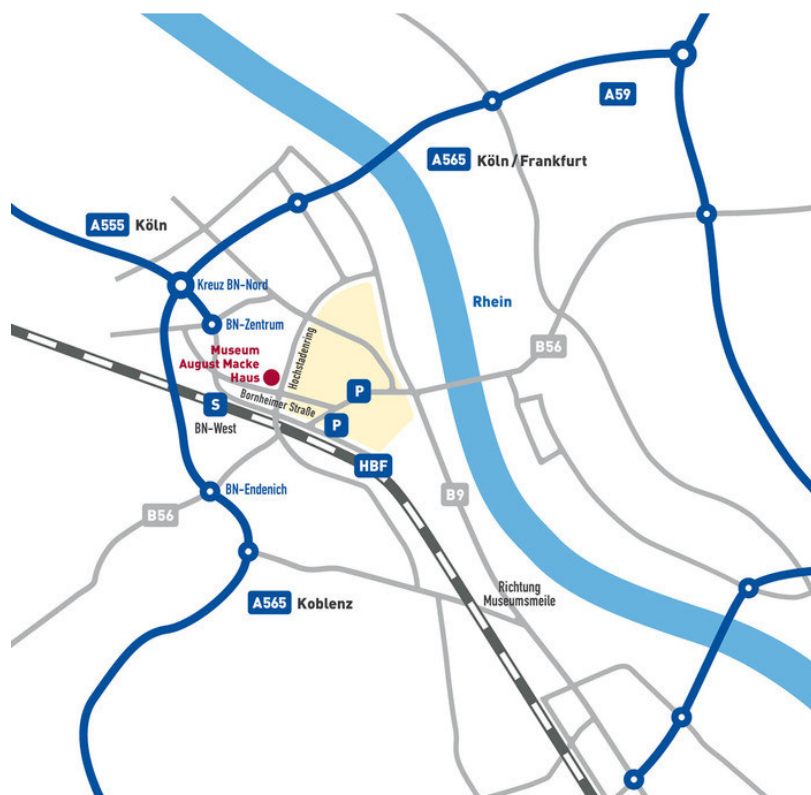 A59
A565 Köln/Frankfurt
A555 Köln
Kreuz BN-Nord
Rhein
BN-Zentrum
Museum
August Macke
Haus
Hochstadenring
B56
P
Bornheimer Straße
S
BN-West
P
HBF
BN-Endenich
B9
B56
Richtung
Museumsmeile
A565 Koblenz